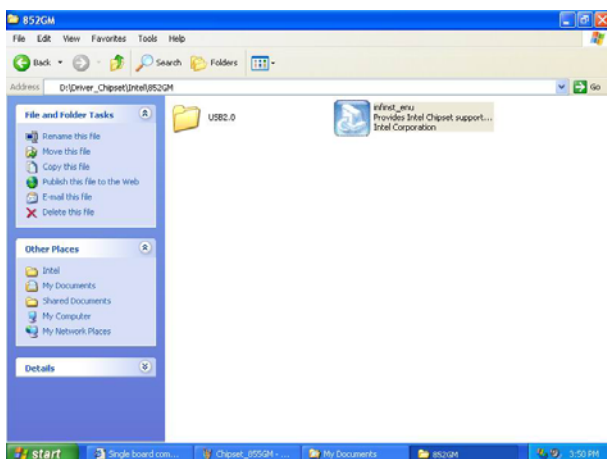 852GM
File Edit View Favorites Tools Help
Back Search Folders
Address D:\Driver_Chipset\Intel\852GM Go
File and Folder Tasks
Rename this file
Move this file
Copy this file
Publish this file to the Web
E-mail this file
Delete this file
Other Places
Intel
My Documents
Shared Documents
My Computer
My Network Places
Details
USB2.0
infinst_enu
Provides Intel Chipset support...
Intel Corporation
start Single board com... Chipset_855GM - ... My Documents 852GM 3:50 PM